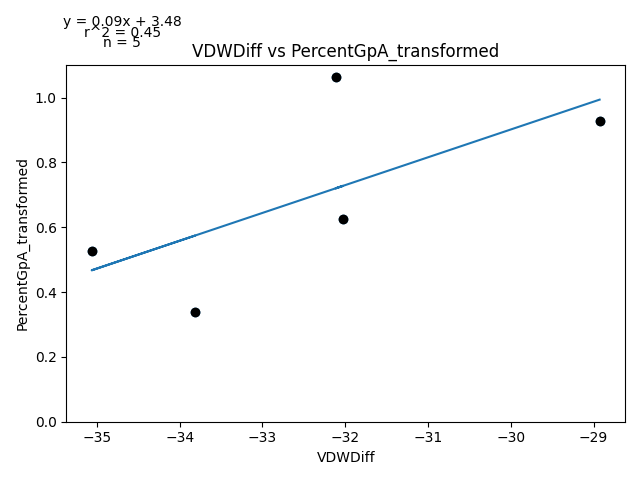 y = 0.09x + 3.48
r^2 = 0.45
n = 5
VDWDiff vs PercentGpA_transformed
1.0
0.8
0.6
0.4
0.2
0.0
PercentGpA_transformed
−35
−34
−33
−32
−31
−30
−29
VDWDiff